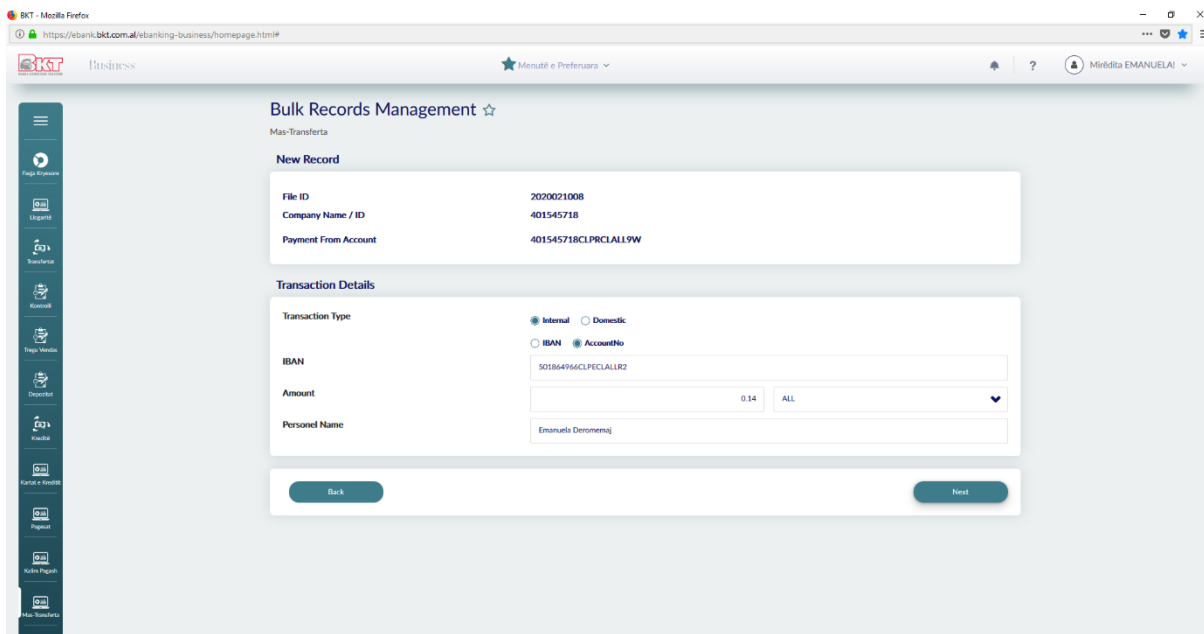 BKT - Mozilla Firefox
https://ebank.bkt.com.al/ebanking-business/homepage.html#
BKT
Business
Menutë e Preferuara
?
Mirëdita EMANUELA!
Bulk Records Management
Mas-Transferta
New Record
Faqja Kryesore
File ID 2020021008
Llogaritë
Company Name / ID 401545718
Payment From Account 401545718CLPRCLALL9W
Transfertat
Transaction Details
Kontrolli
Transaction Type Internal Domestic
IBAN AccountNo
Tregu Vendas
IBAN 501864966CLPECLALLR2
Depozitat
Amount 0.14 ALL
Personel Name Emanuela Deromemaj
Kreditë
Kartat e Kreditit
Back Next
Pagesat
Kalim Pagash
Mas-Transferta